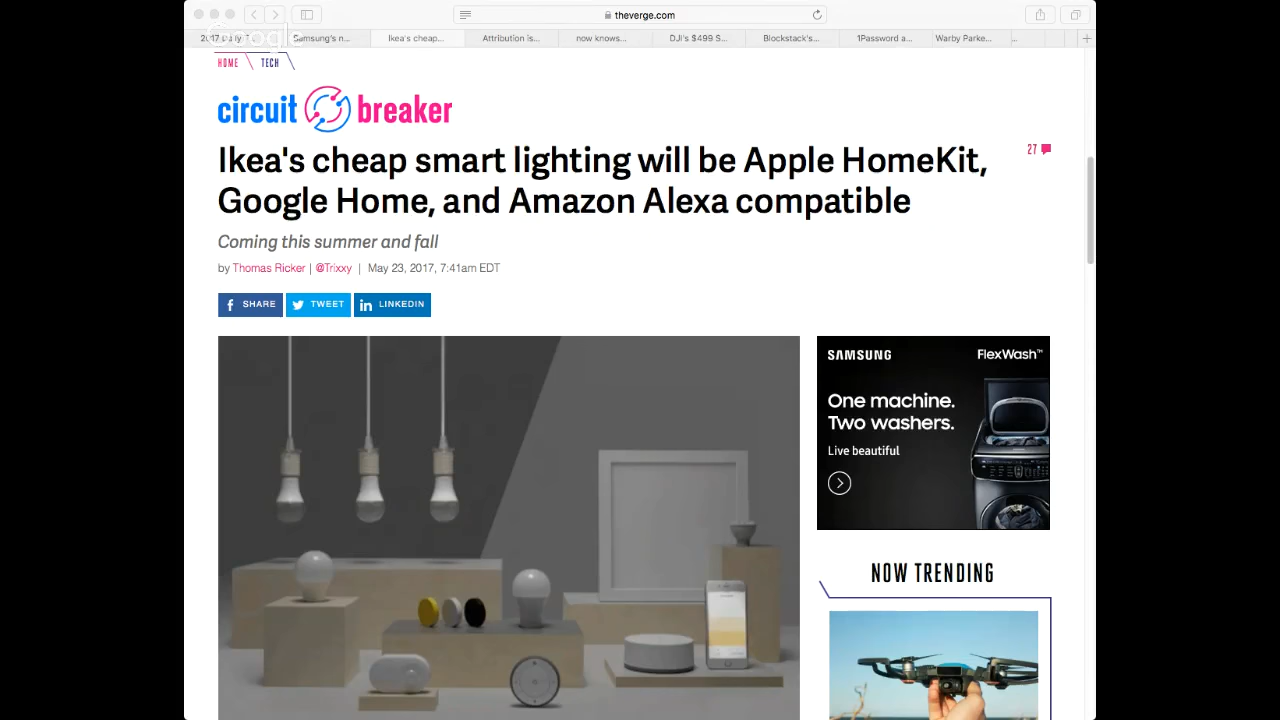 theverge.com
Google
2017 Daily T...
Samsung's n...
Ikea's cheap...
Attribution is...
now knows...
DJI's $499 S...
Blockstack's...
1Password a...
Warby Parke...
HOME
TECH
circuit breaker
Ikea's cheap smart lighting will be Apple HomeKit,
Google Home, and Amazon Alexa compatible
27
Coming this summer and fall
by Thomas Ricker | @Trixxy | May 23, 2017, 7:41am EDT
SHARE
TWEET
LINKEDIN
SAMSUNG
FlexWash™
One machine.
Two washers.
Live beautiful
NOW TRENDING